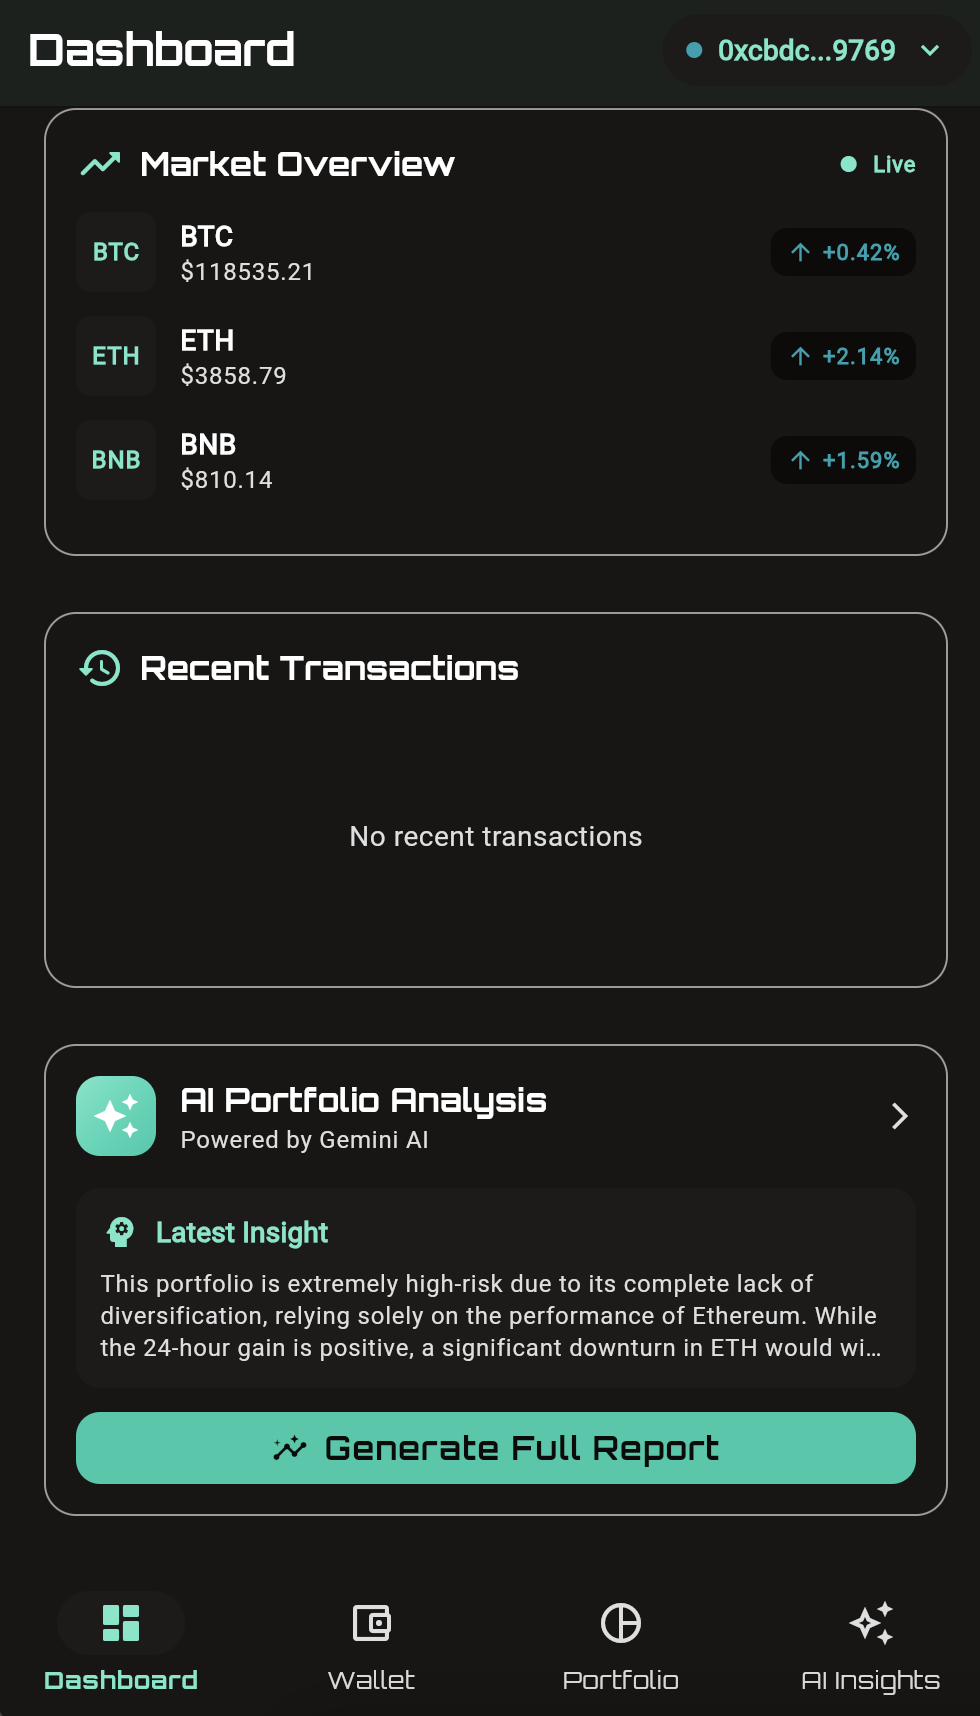 Dashboard
0xcbdc...9769
Market Overview
Live
BTC
BTC
$118535.21
+0.42%
ETH
ETH
$3858.79
+2.14%
BNB
BNB
$810.14
+1.59%
Recent Transactions
No recent transactions
AI Portfolio Analysis
Powered by Gemini AI
Latest Insight
This portfolio is extremely high-risk due to its complete lack of
diversification, relying solely on the performance of Ethereum. While
the 24-hour gain is positive, a significant downturn in ETH would wi...
Generate Full Report
Dashboard
Wallet
Portfolio
AI Insights